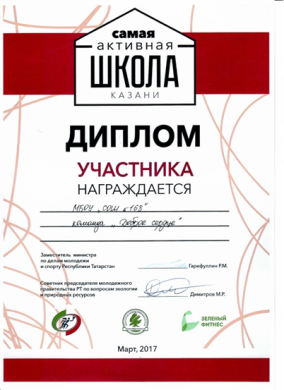 самая
активная
ШКОЛА
КАЗАНИ
ДИПЛОМ
УЧАСТНИКА
НАГРАЖДАЕТСЯ
МБОУ „СОШ №168"
команда „Доброе сердце"
Заместитель министра
по делам молодежи
и спорту Республики Татарстан
Гарифуллин Р.М.
Советник председателя молодежного
правительства РТ по вопросам экологии
и природных ресурсов
Димитров М.Р.
ЗЕЛЕНЫЙ
ФИТНЕС
Март, 2017